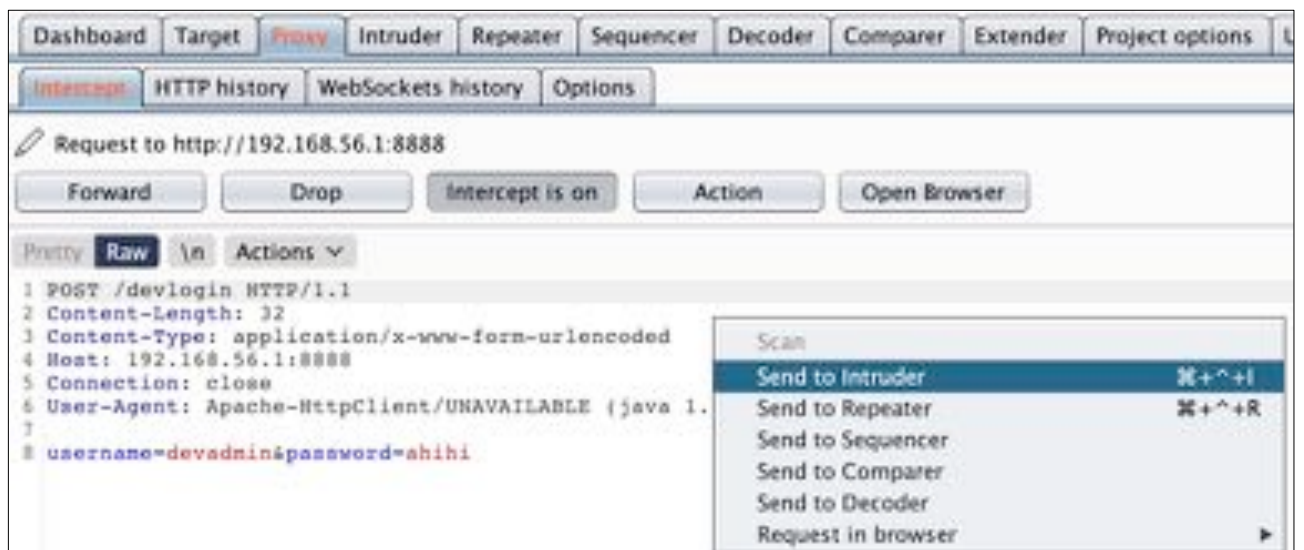 Dashboard Target Proxy Intruder Repeater Sequencer Decoder Comparer Extender Project options U
Intercept HTTP history WebSockets history Options
Request to http://192.168.56.1:8888
Forward Drop Intercept is on Action Open Browser
Pretty Raw \n Actions
1 POST /devlogin HTTP/1.1
2 Content-Length: 32
3 Content-Type: application/x-www-form-urlencoded
4 Host: 192.168.56.1:8888
5 Connection: close
6 User-Agent: Apache-HttpClient/UNAVAILABLE (java 1.
7
8 username=devadmin&password=ahihi
Scan
Send to Intruder ⌘+^+I
Send to Repeater ⌘+^+R
Send to Sequencer
Send to Comparer
Send to Decoder
Request in browser